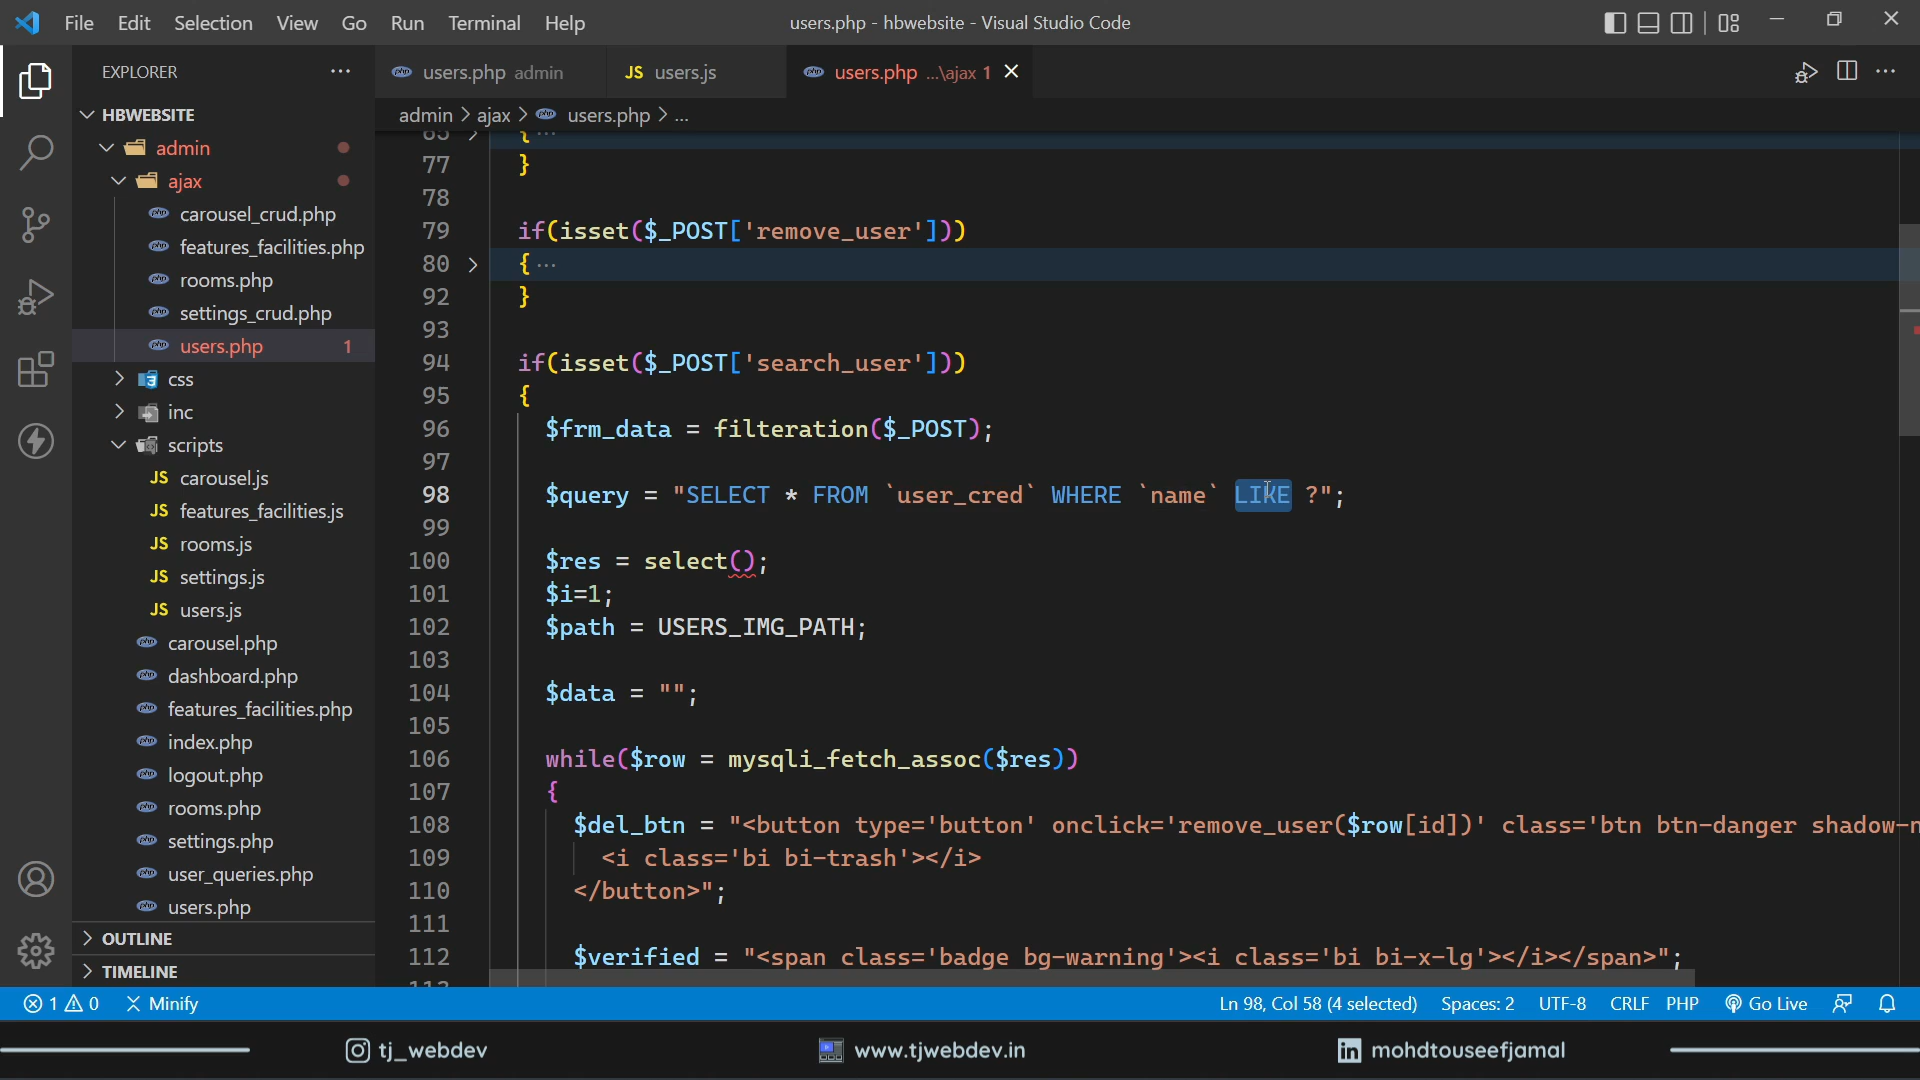 File Edit Selection View Go Run Terminal Help
users.php - hbwebsite - Visual Studio Code
EXPLORER
users.php admin
JS users.js
users.php ...\ajax 1
HBWEBSITE
admin > ajax > users.php > ...
admin
ajax
carousel_crud.php
features_facilities.php
rooms.php
settings_crud.php
users.php 1
css
inc
scripts
JS carousel.js
JS features_facilities.js
JS rooms.js
JS settings.js
JS users.js
carousel.php
dashboard.php
features_facilities.php
index.php
logout.php
rooms.php
settings.php
user_queries.php
users.php
OUTLINE
TIMELINE
65 { ...
77 }
78
79 if(isset($_POST['remove_user']))
80 { ...
92 }
93
94 if(isset($_POST['search_user']))
95 {
96 $frm_data = filteration($_POST);
97
98 $query = "SELECT * FROM `user_cred` WHERE `name` LIKE ?";
99
100 $res = select();
101 $i=1;
102 $path = USERS_IMG_PATH;
103
104 $data = "";
105
106 while($row = mysqli_fetch_assoc($res))
107 {
108 $del_btn = "<button type='button' onclick='remove_user($row[id])' class='btn btn-danger shadow-n
109 <i class='bi bi-trash'></i>
110 </button>";
111
112 $verified = "<span class='badge bg-warning'><i class='bi bi-x-lg'></i></span>";
1 0 Minify
Ln 98, Col 58 (4 selected) Spaces: 2 UTF-8 CRLF PHP Go Live
tj_webdev
www.tjwebdev.in
mohdtouseefjamal